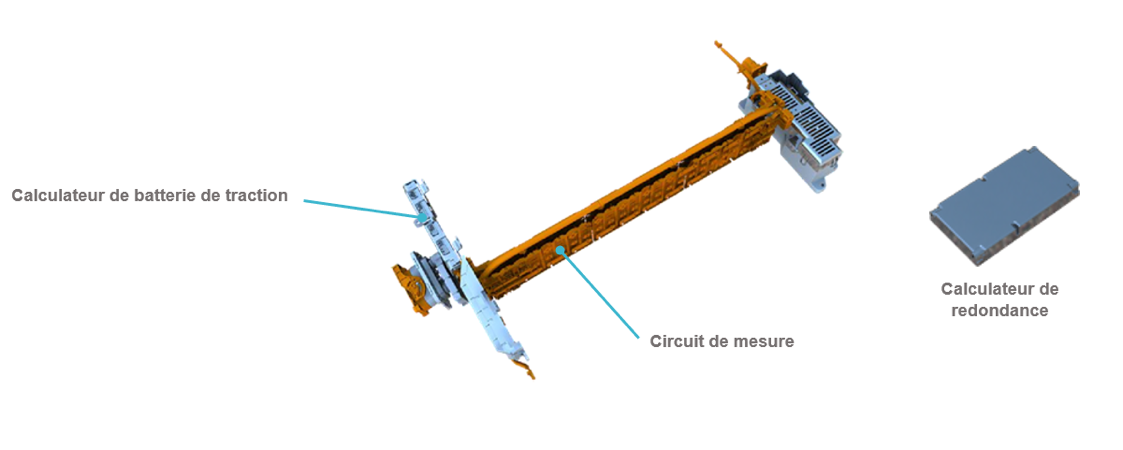 Calculateur de batterie de traction
Circuit de mesure
Calculateur de
redondance